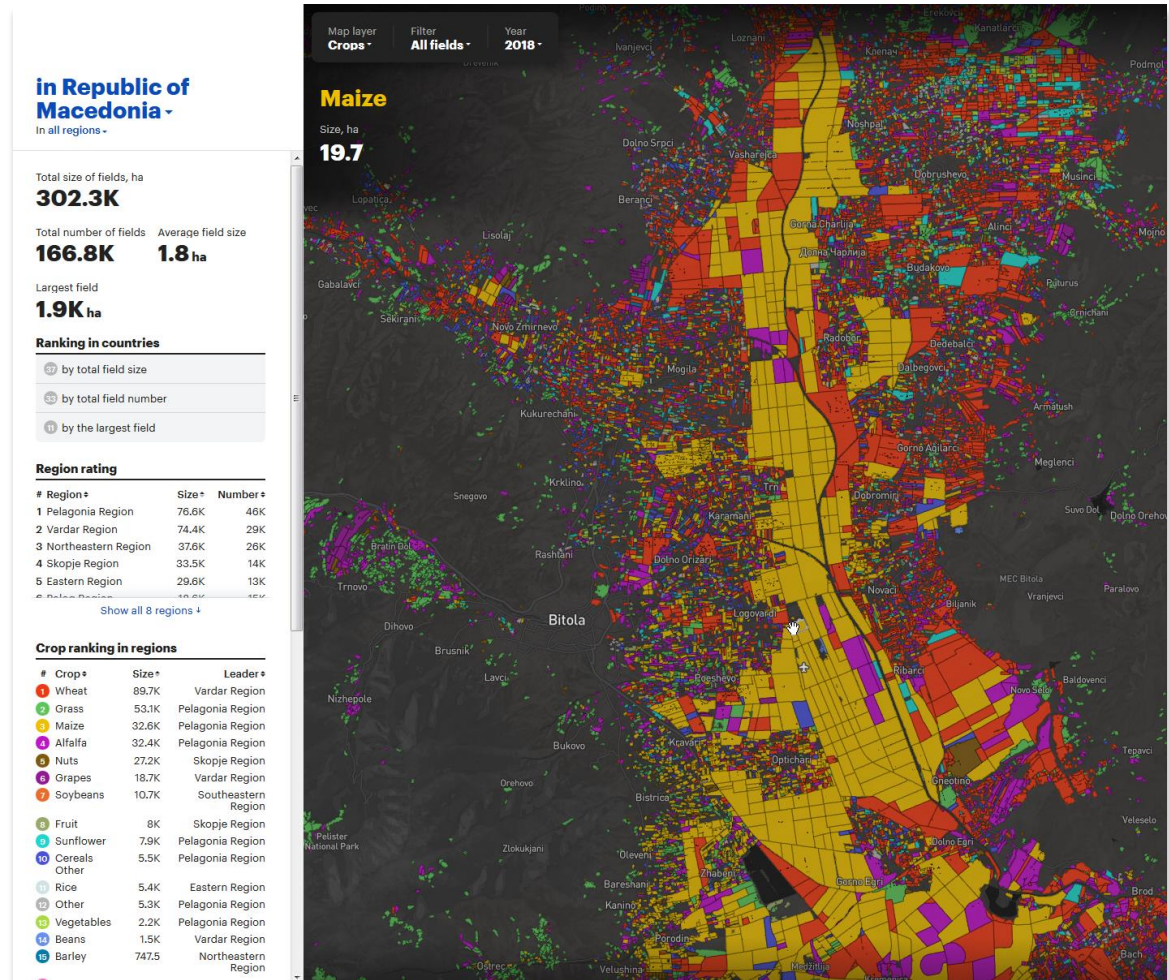 in Republic of
Macedonia
In all regions
Total size of fields, ha
302.3K
Total number of fields Average field size
166.8K 1.8 ha
Largest field
1.9K ha
Ranking in countries
37 by total field size
33 by total field number
11 by the largest field
Region rating
# Region Size Number
1 Pelagonia Region 76.6K 46K
2 Vardar Region 74.4K 29K
3 Northeastern Region 37.6K 26K
4 Skopje Region 33.5K 14K
5 Eastern Region 29.6K 13K
Show all 8 regions
Crop ranking in regions
# Crop Size Leader
1 Wheat 89.7K Vardar Region
2 Grass 53.1K Pelagonia Region
3 Maize 32.6K Pelagonia Region
4 Alfalfa 32.4K Pelagonia Region
5 Nuts 27.2K Skopje Region
6 Grapes 18.7K Vardar Region
7 Soybeans 10.7K Southeastern
Region
8 Fruit 8K Skopje Region
9 Sunflower 7.9K Pelagonia Region
10 Cereals 5.5K Pelagonia Region
Other
11 Rice 5.4K Eastern Region
12 Other 5.3K Pelagonia Region
13 Vegetables 2.2K Pelagonia Region
14 Beans 1.5K Vardar Region
15 Barley 747.5 Northeastern
Region
Map layer Filter Year
Crops All fields 2018
Maize
Size, ha
19.7
Loznani
Kanatlarci
Ivanjevci
Клепач
Podmol
Noshpal
Dolno Srpci
Vasharejca
Dobrushevo
Musinci
Lopatica
Beranci
Gorna Charlija
Alinci
Mojno
Lisolaj
Долна Чарлија
Budakovo
Gabalavci
Puturus
Crnichani
Sekirani
Novo Zmirnevo
Radobor
Dedebalci
Mogila
Dalbegovci
Kukurechani
Armatush
Gorno Agilarci
Meglenci
Krklino
Trn
Snegovo
Dobromiri
Suvo Dol
Dolno Orehov
Karamani
Bratin Dol
Rashtani
Dolno Orizari
MEC Bitola
Trnovo
Novaci
Vranjevci
Paralovo
Biljanik
Logovardi
Bitola
Dihovo
Brusnik
Ribarci
Lavci
Poeshevo
Baldovenci
Novo Selo
Nizhepole
Kravari
Bukovo
Optichari
Tepavci
Orehovo
Gneotino
Bistrica
Veleselo
Pelister
National Park
Zlokukjani
Dolno Egri
Oleveni
Zhabeni
Bareshani
Gorno Egri
Brod
Kanino
Porodin
Bach
Ostrec
Velushina
Medžitlija
Kremenica